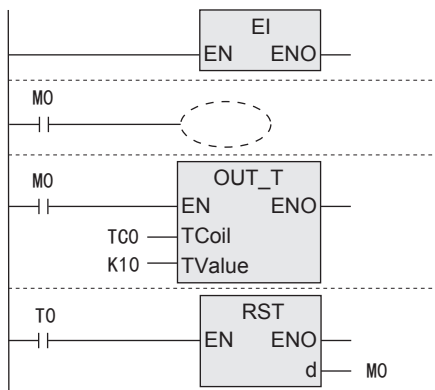 EI
EN ENO
M0
M0
OUT_T
EN ENO
TC0 TCoil
K10 TValue
T0
RST
EN ENO
d M0